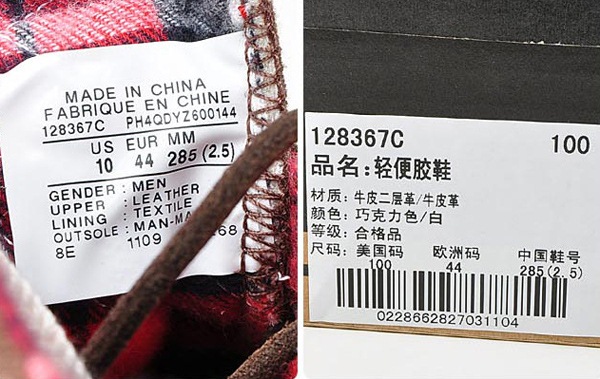 MADE IN CHINA
FABRIQUE EN CHINE
128367C PH4QDYZ600144
US EUR MM
10 44 285 (2.5)
GENDER : MEN
UPPER : LEATHER
LINING : TEXTILE
OUTSOLE : MAN-MA 68
8E 1109
128367C 100
品名:轻便胶鞋
材质:牛皮二层革/牛皮革
颜色:巧克力色/白
等级:合格品
尺码:美国码 欧洲码 中国鞋号
100 44 285(2.5)
0228662827031104